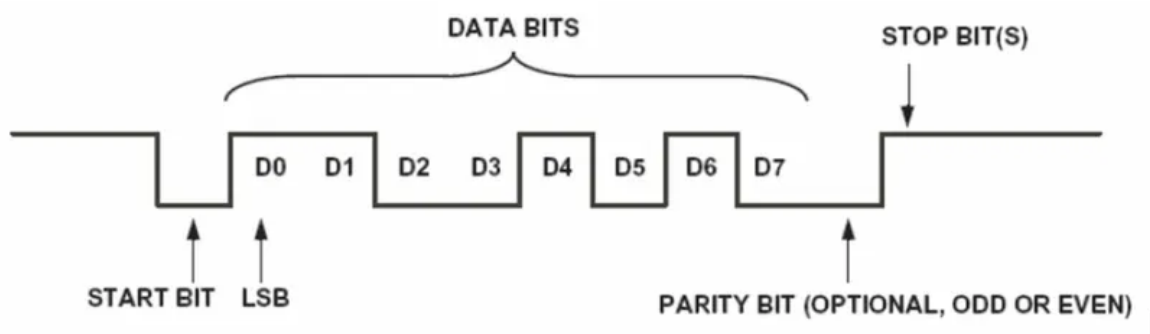 DATA BITS
STOP BIT(S)
D0 D1 D2 D3 D4 D5 D6 D7
START BIT LSB
PARITY BIT (OPTIONAL, ODD OR EVEN)